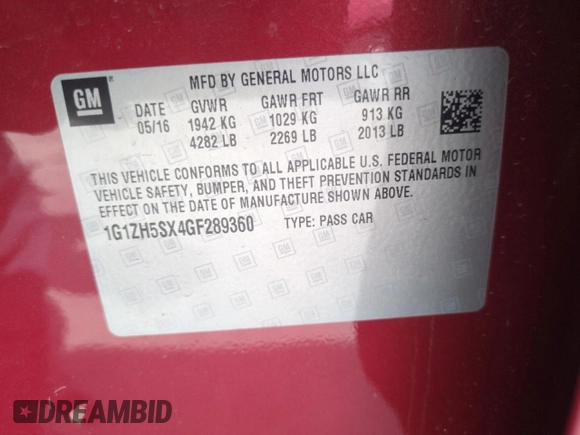 GM
MFD BY GENERAL MOTORS LLC
DATE GVWR GAWR FRT GAWR RR
05/16 1942 KG 1029 KG 913 KG
4282 LB 2269 LB 2013 LB
THIS VEHICLE CONFORMS TO ALL APPLICABLE U.S. FEDERAL MOTOR
VEHICLE SAFETY, BUMPER, AND THEFT PREVENTION STANDARDS IN
EFFECT ON THE DATE OF MANUFACTURE SHOWN ABOVE.
1G1ZH5SX4GF289360 TYPE: PASS CAR
DREAMBID